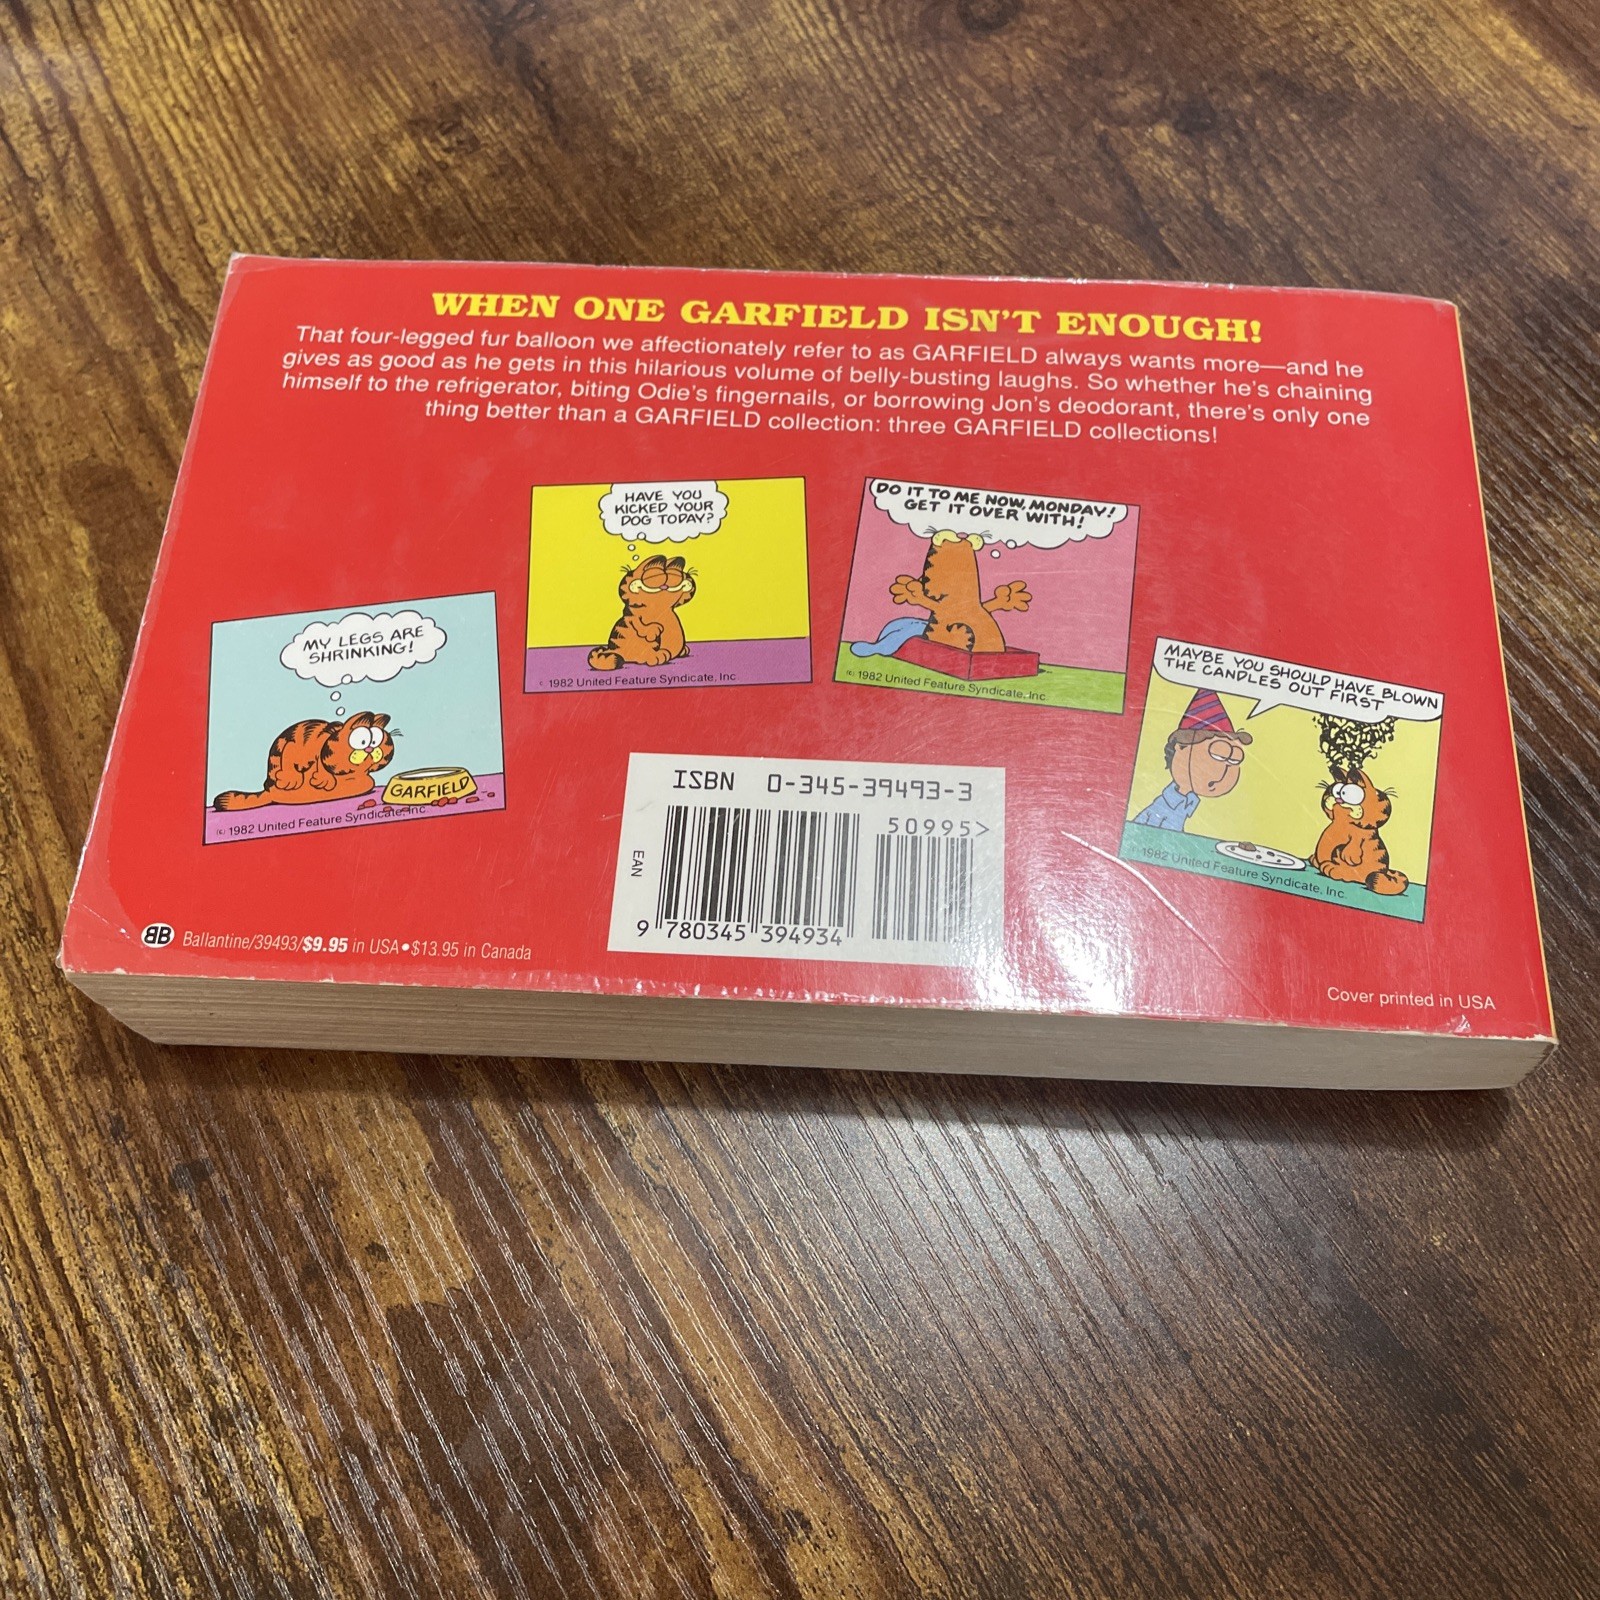 WHEN ONE GARFIELD ISN'T ENOUGH!
That four-legged fur balloon we affectionately refer to as GARFIELD always wants more—and he
gives as good as he gets in this hilarious volume of belly-busting laughs. So whether he's chaining
himself to the refrigerator, biting Odie's fingernails, or borrowing Jon's deodorant, there's only one
thing better than a GARFIELD collection: three GARFIELD collections!
MY LEGS ARE
SHRINKING!
GARFIELD
© 1982 United Feature Syndicate, Inc.
HAVE YOU
KICKED YOUR
DOG TODAY?
© 1982 United Feature Syndicate, Inc.
DO IT TO ME NOW, MONDAY!
GET IT OVER WITH!
© 1982 United Feature Syndicate, Inc.
MAYBE YOU SHOULD HAVE BLOWN
THE CANDLES OUT FIRST
1982 United Feature Syndicate, Inc.
ISBN 0-345-39493-3
50995>
EAN
9 780345 394934
BB Ballantine/39493/$9.95 in USA•$13.95 in Canada
Cover printed in USA